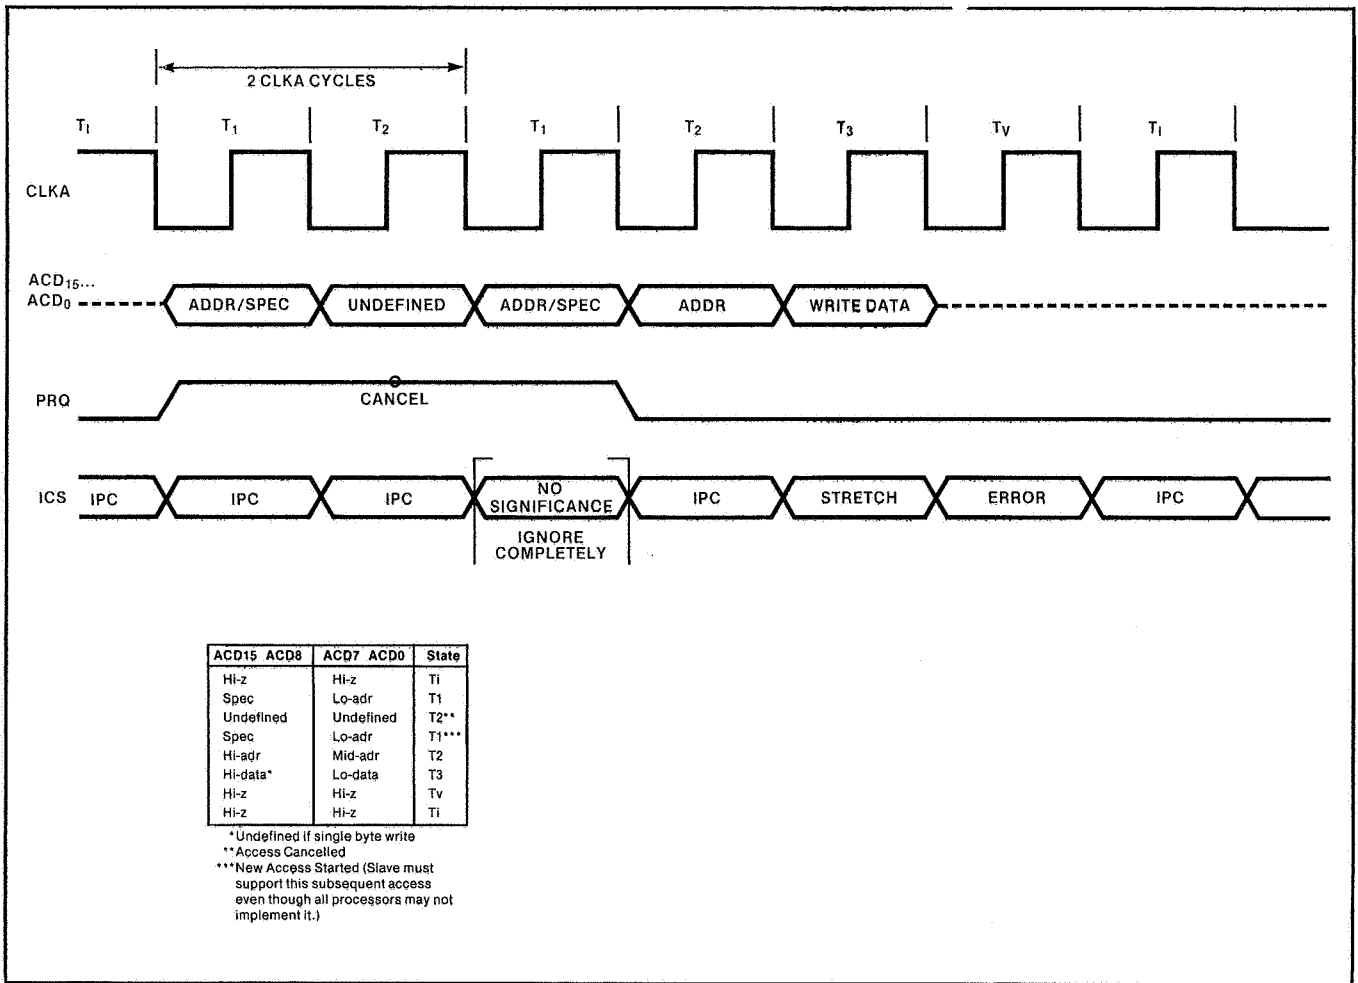 2 CLKA CYCLES
TI T1 T2 T1 T2 T3 TV TI
CLKA
ACD15...
ACD0 ADDR/SPEC UNDEFINED ADDR/SPEC ADDR WRITE DATA
PRQ CANCEL
ICS IPC IPC IPC NO SIGNIFICANCE IPC STRETCH ERROR IPC
IGNORE
COMPLETELY
ACD15 ACD8 ACD7 ACD0 State
Hi-z Hi-z Ti
Spec Lo-adr T1
Undefined Undefined T2**
Spec Lo-adr T1***
Hi-adr Mid-adr T2
Hi-data* Lo-data T3
Hi-z Hi-z Tv
Hi-z Hi-z Ti
*Undefined if single byte write
**Access Cancelled
***New Access Started (Slave must
support this subsequent access
even though all processors may not
implement it.)